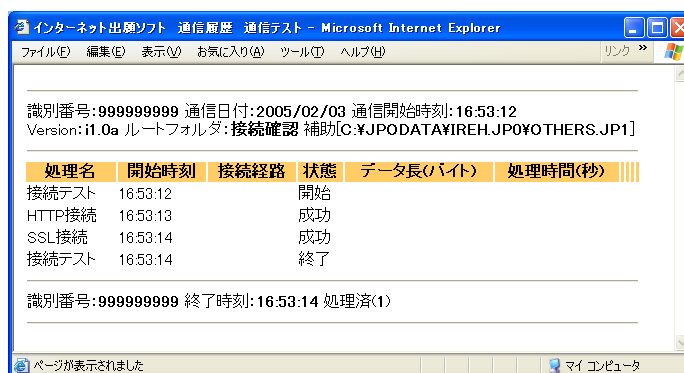 インターネット出願ソフト 通信履歴 通信テスト - Microsoft Internet Explorer
ファイル(F) 編集(E) 表示(V) お気に入り(A) ツール(T) ヘルプ(H) リンク »
識別番号:999999999 通信日付:2005/02/03 通信開始時刻:16:53:12
Version:i1.0a ルートフォルダ:接続確認 補助[C:¥JPODATA¥IREH.JP0¥OTHERS.JP1]
処理名 開始時刻 接続経路 状態 データ長(バイト) 処理時間(秒)
接続テスト 16:53:12 開始
HTTP接続 16:53:13 成功
SSL接続 16:53:14 成功
接続テスト 16:53:14 終了
識別番号:999999999 終了時刻:16:53:14 処理済(1)
ページが表示されました マイ コンピュータ